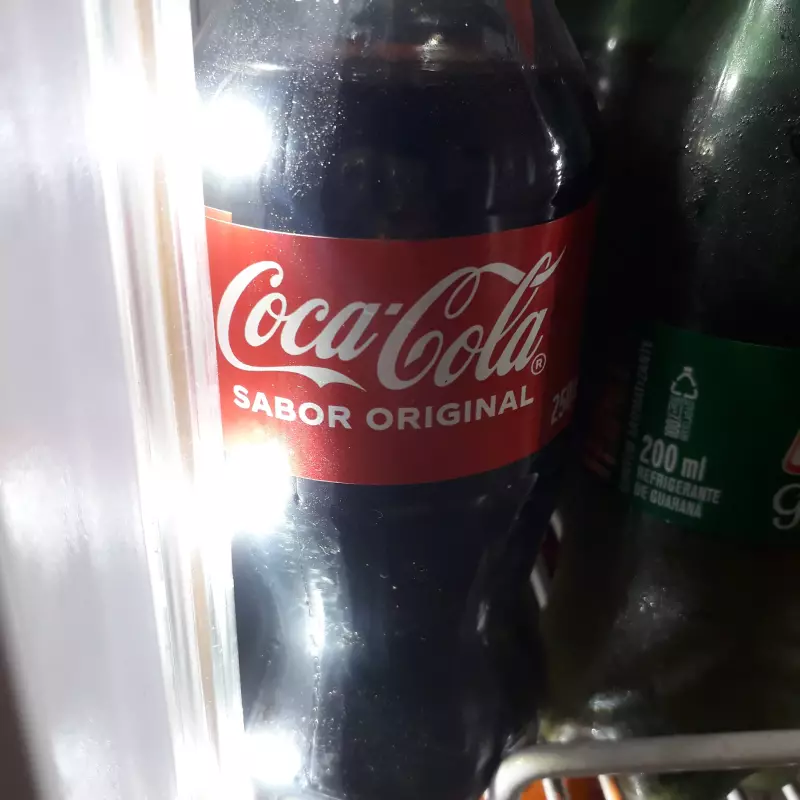 Coca-Cola®
SABOR ORIGINAL
200 ml
REFRIGERANTE
DE GUARANÁ